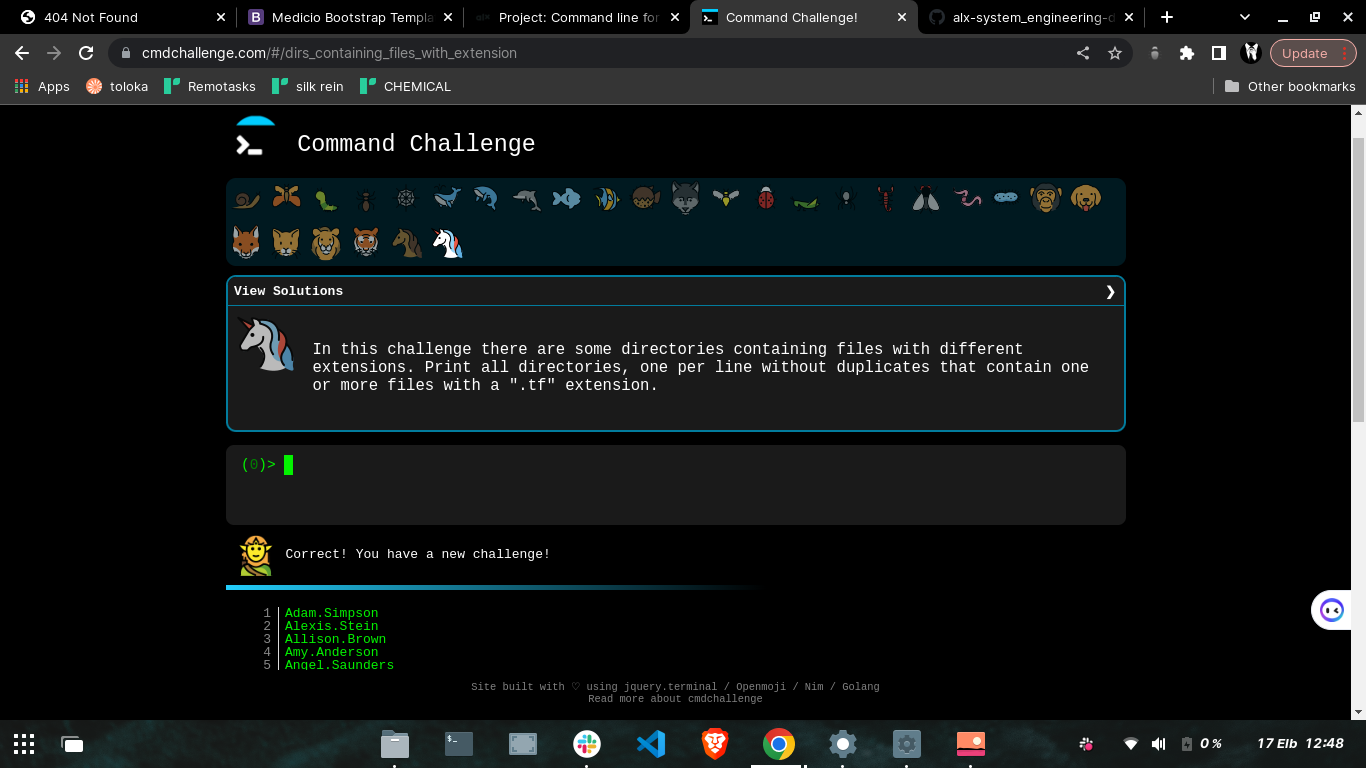 404 Not Found
Medicio Bootstrap Templa
Project: Command line for
Command Challenge!
alx-system_engineering-d
cmdchallenge.com/#/dirs_containing_files_with_extension
Update
Apps
toloka
Remotasks
silk rein
CHEMICAL
Other bookmarks
Command Challenge
View Solutions
In this challenge there are some directories containing files with different
extensions. Print all directories, one per line without duplicates that contain one
or more files with a ".tf" extension.
(0)>
Correct! You have a new challenge!
1 Adam.Simpson
2 Alexis.Stein
3 Allison.Brown
4 Amy.Anderson
5 Angel.Saunders
Site built with ♡ using jquery.terminal / Openmoji / Nim / Golang
Read more about cmdchallenge
0 %
17 Elb 12:48